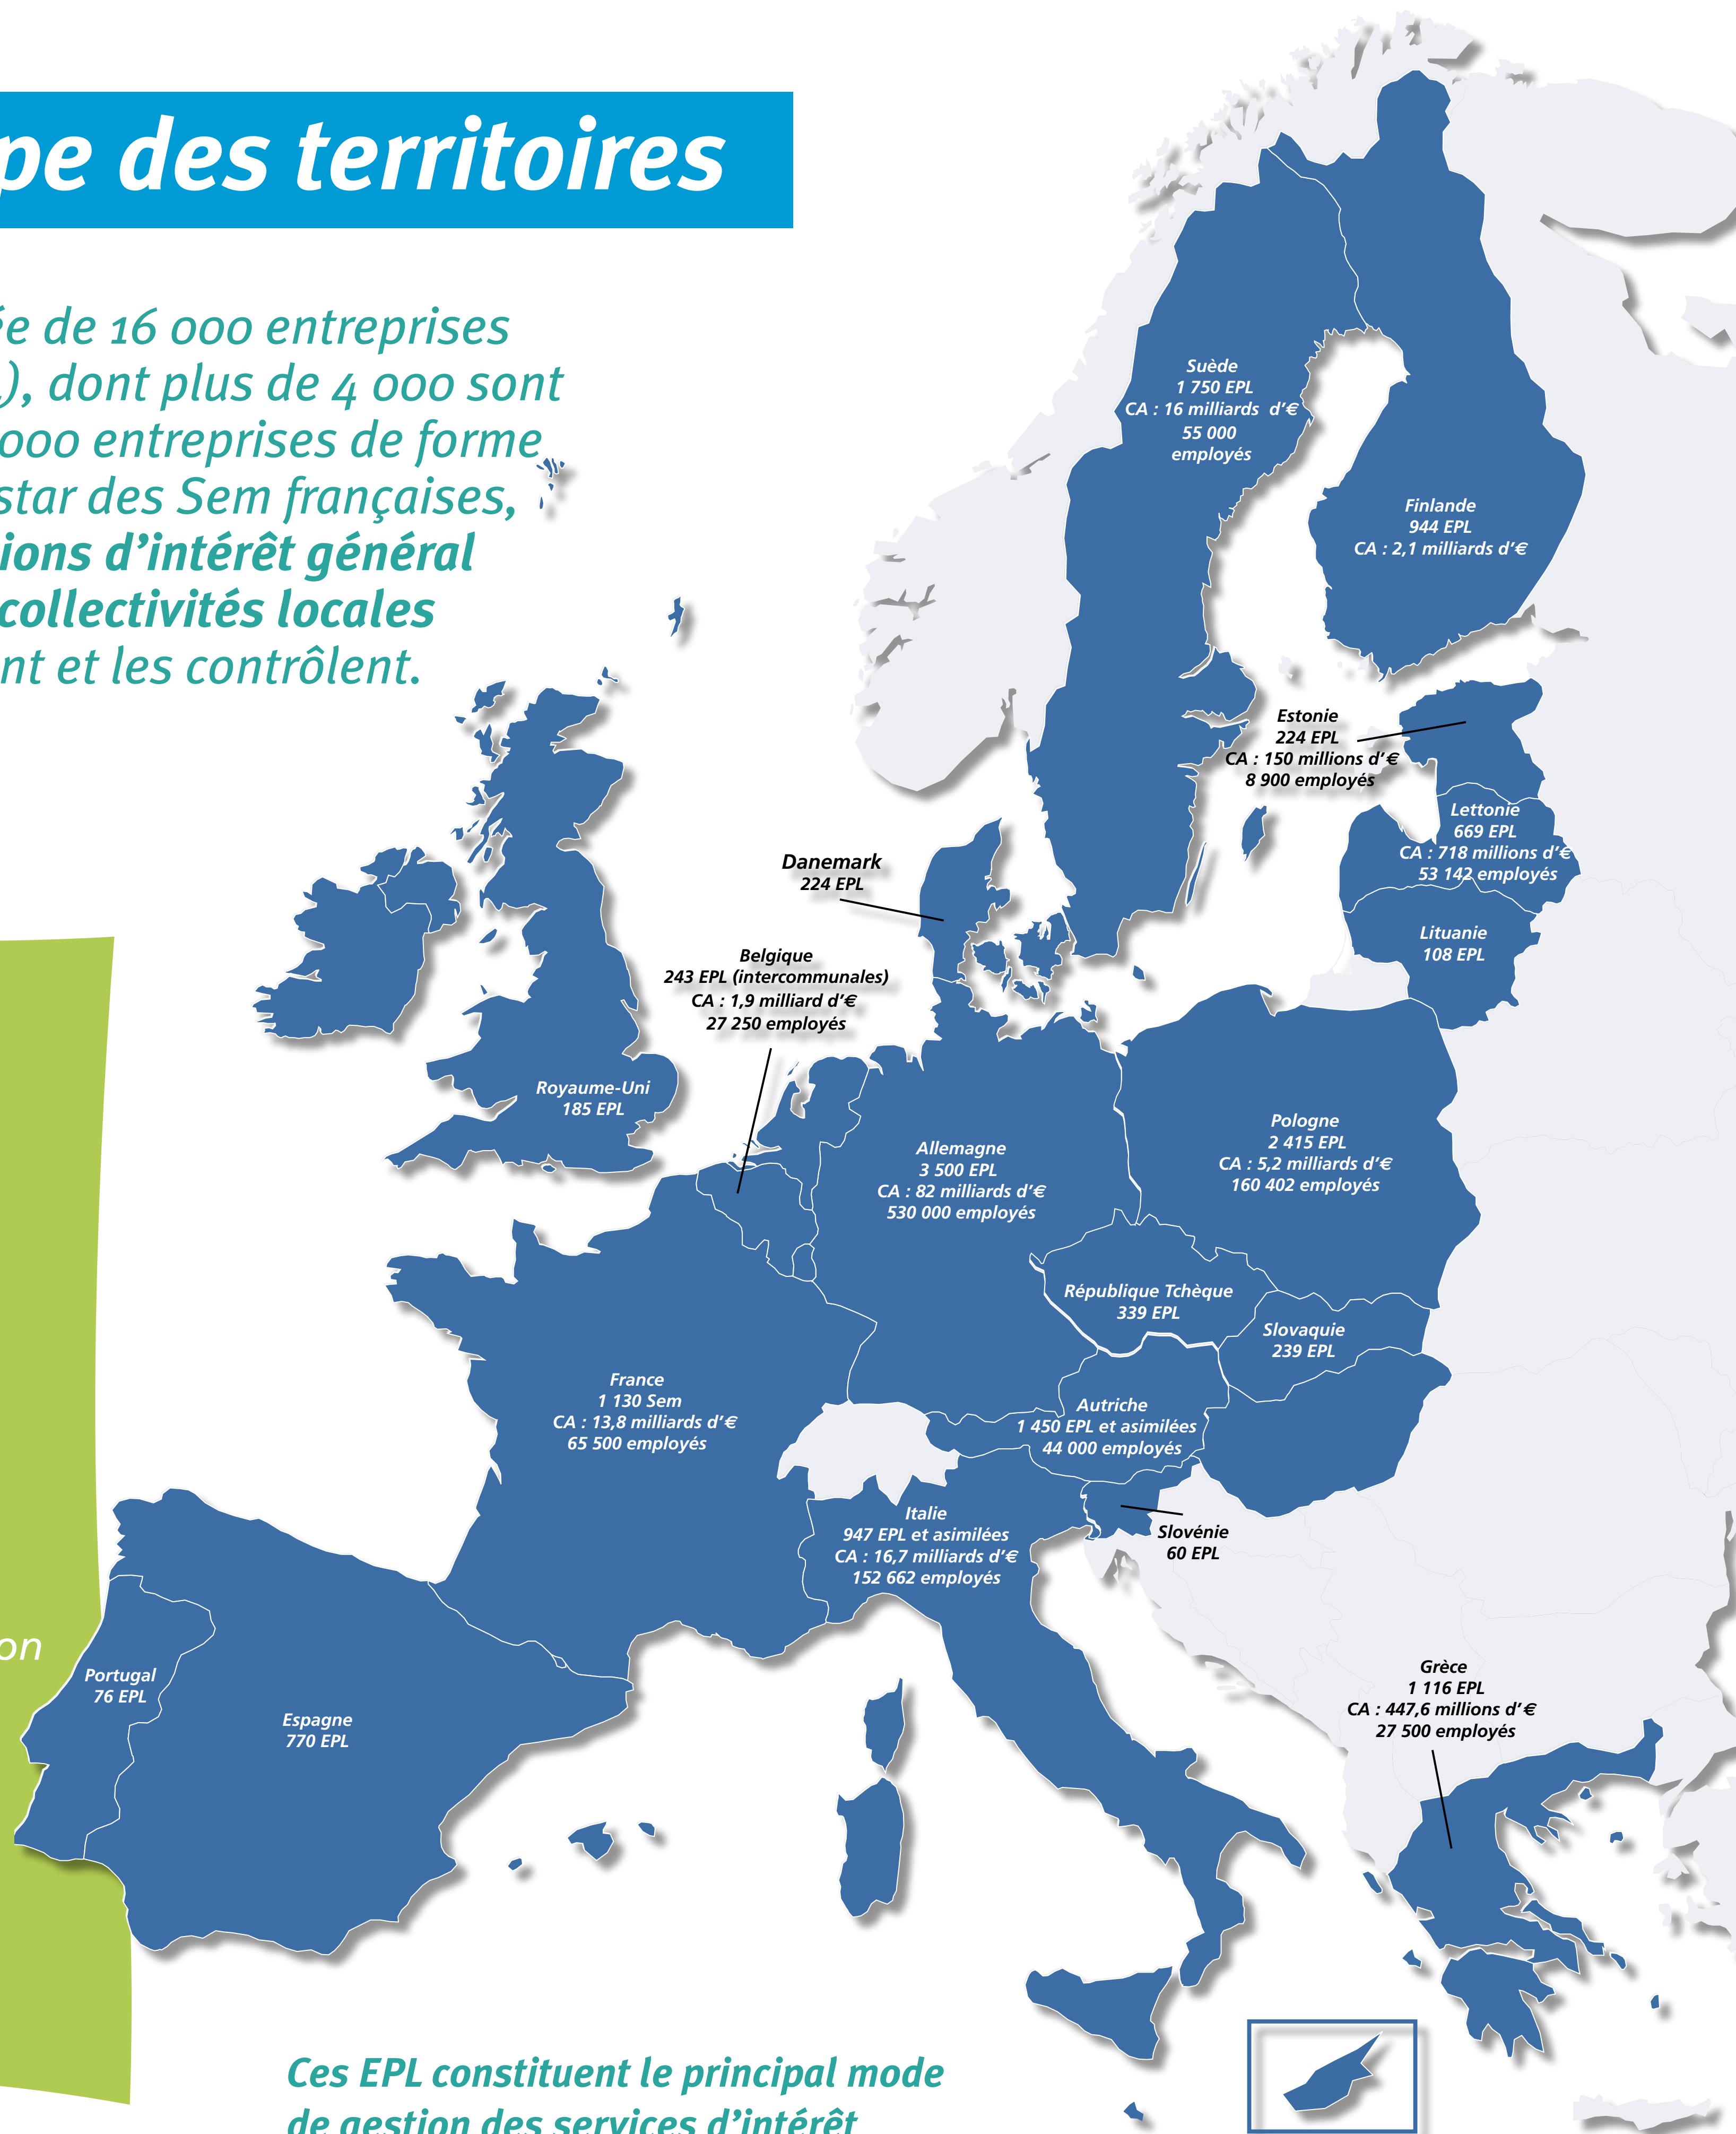 pe des territoires
ée de 16 000 entreprises
), dont plus de 4 000 sont
000 entreprises de forme
star des Sem françaises,
ions d’intérêt général
collectivités locales
nt et les contrôlent.
Suède
1 750 EPL
CA : 16 milliards d’€
55 000
employés
Finlande
944 EPL
CA : 2,1 milliards d’€
Estonie
224 EPL
CA : 150 millions d’€
8 900 employés
Lettonie
669 EPL
CA : 718 millions d’€
53 142 employés
Lituanie
108 EPL
Danemark
224 EPL
Belgique
243 EPL (intercommunales)
CA : 1,9 milliard d’€
27 250 employés
Royaume-Uni
185 EPL
Allemagne
3 500 EPL
CA : 82 milliards d’€
530 000 employés
Pologne
2 415 EPL
CA : 5,2 milliards d’€
160 402 employés
République Tchèque
339 EPL
Slovaquie
239 EPL
France
1 130 Sem
CA : 13,8 milliards d’€
65 500 employés
Autriche
1 450 EPL et asimilées
44 000 employés
Italie
947 EPL et asimilées
CA : 16,7 milliards d’€
152 662 employés
Slovénie
60 EPL
on
Portugal
76 EPL
Espagne
770 EPL
Grèce
1 116 EPL
CA : 447,6 millions d’€
27 500 employés
Ces EPL constituent le principal mode
de gestion des services d’intérêt